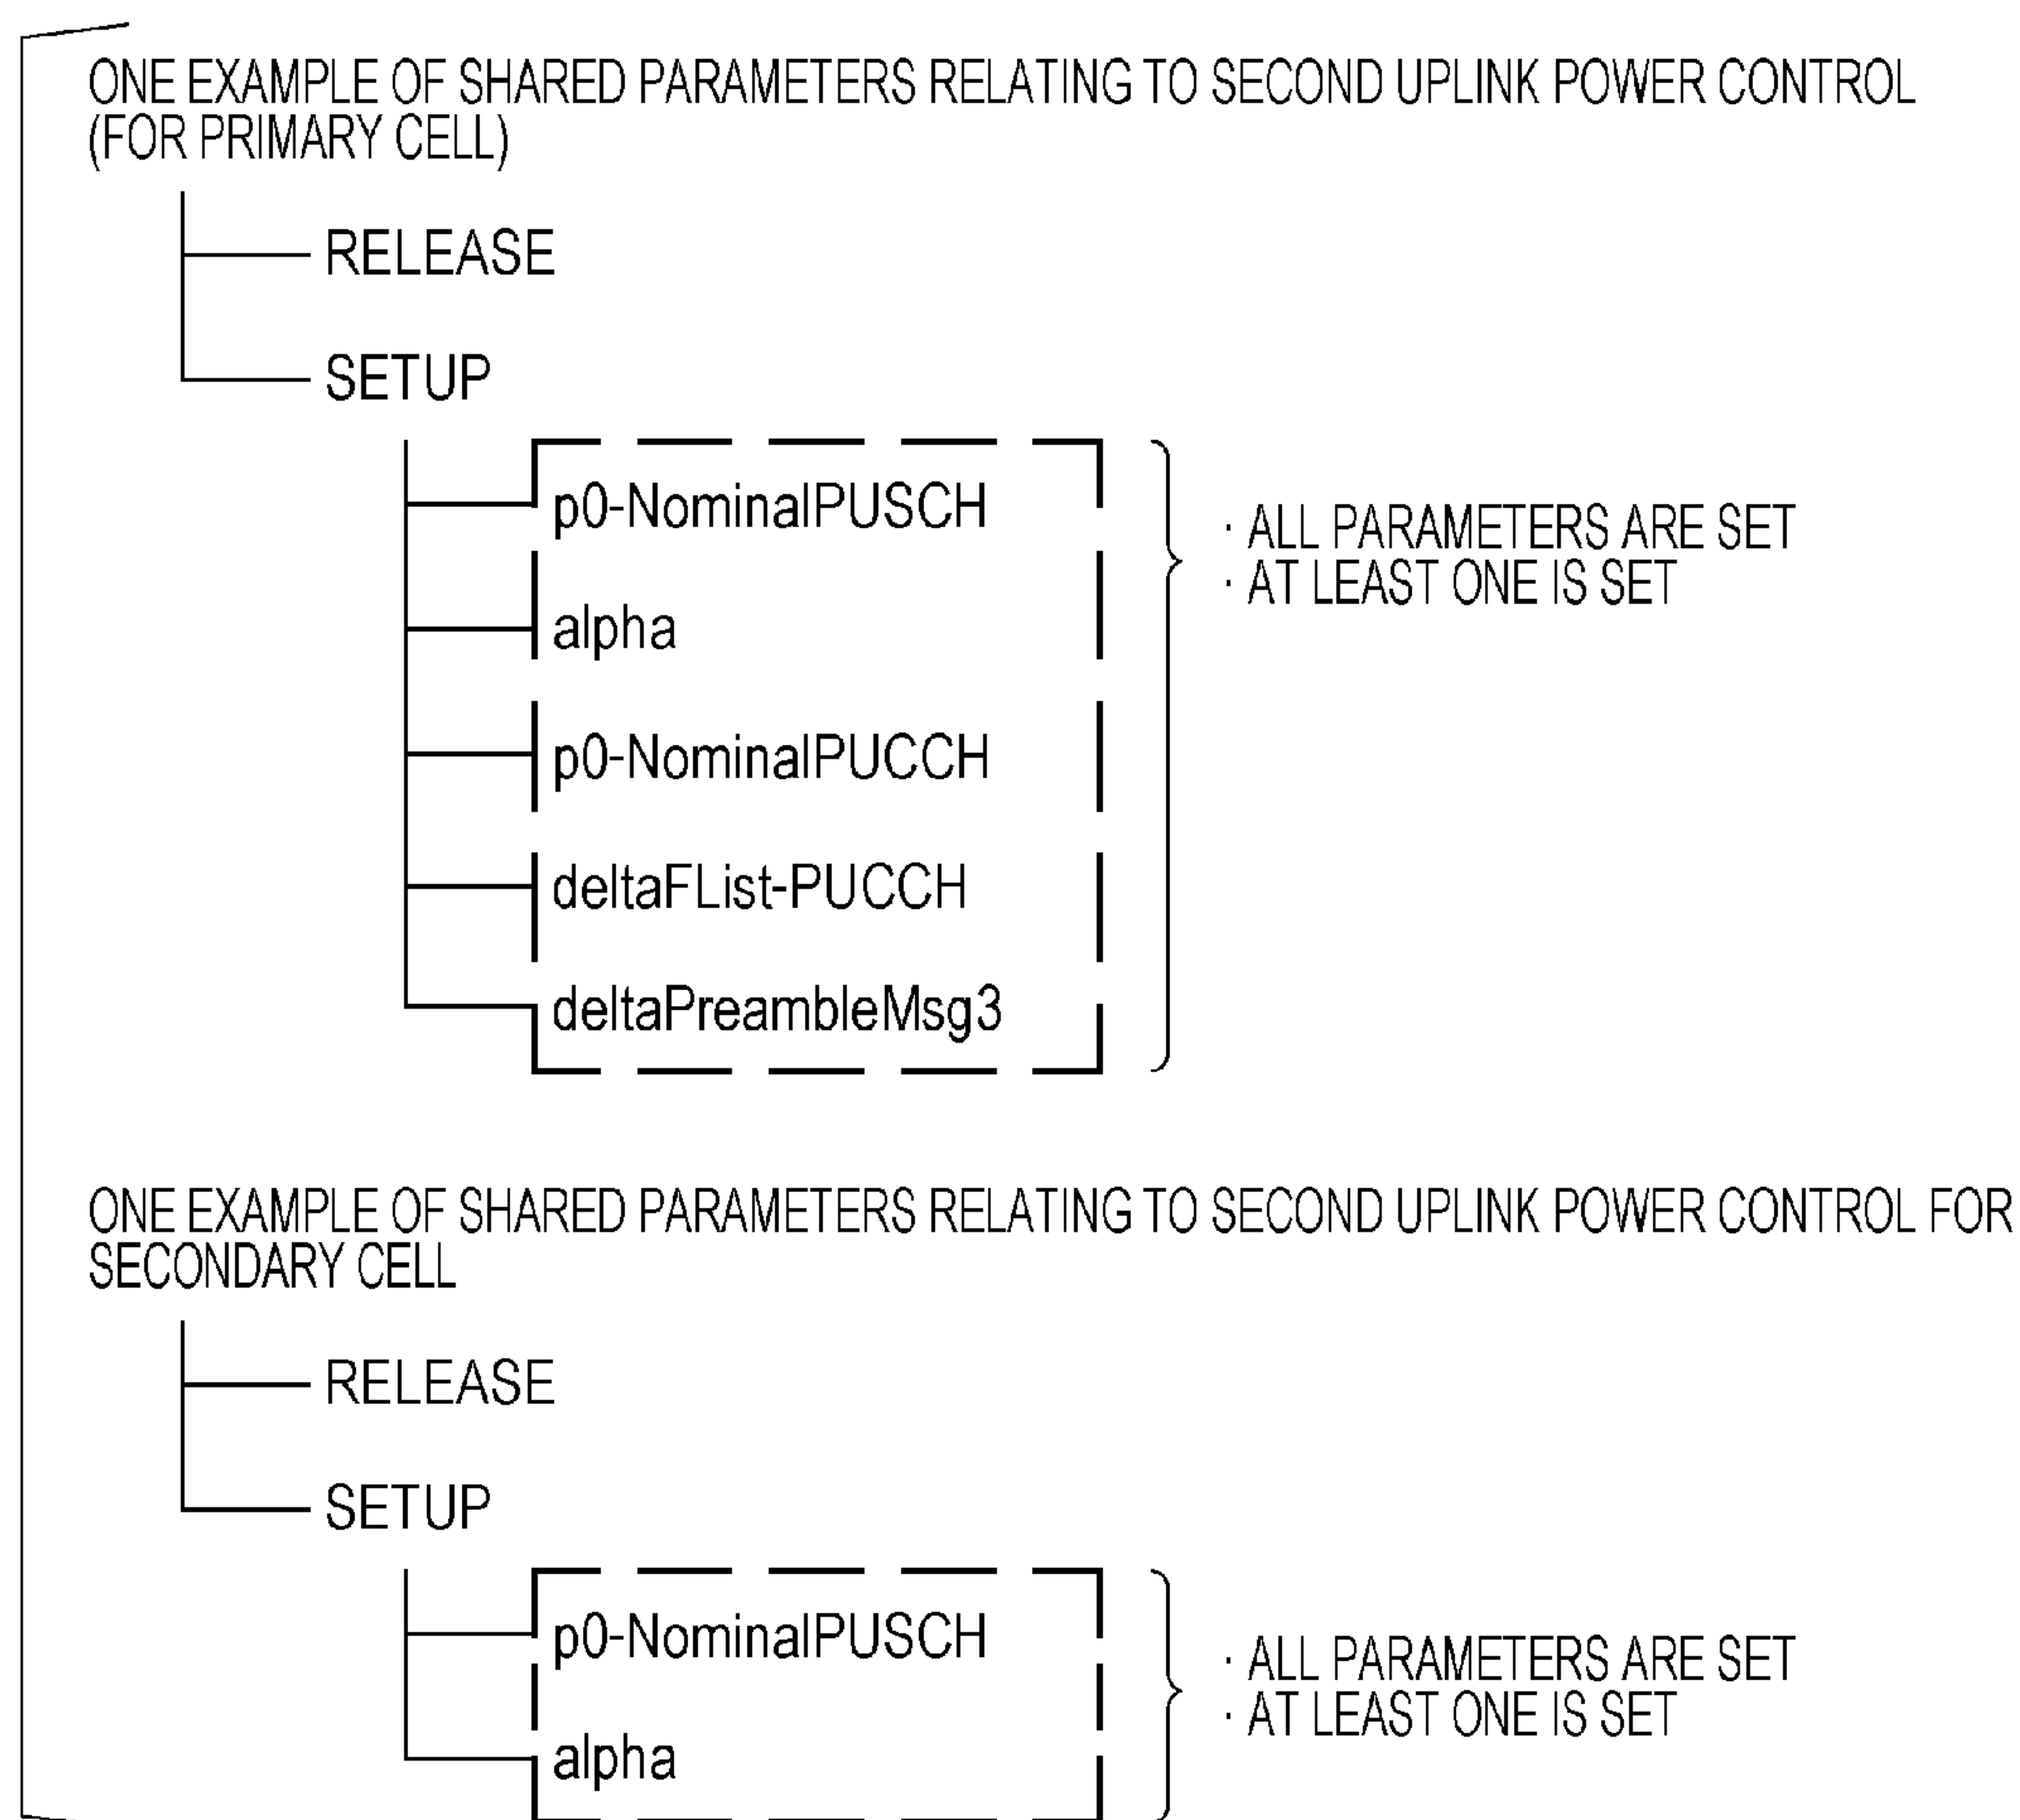 ONE EXAMPLE OF SHARED PARAMETERS RELATING TO SECOND UPLINK POWER CONTROL
(FOR PRIMARY CELL)
RELEASE
SETUP
p0-NominalPUSCH
alpha
p0-NominalPUCCH
deltaFList-PUCCH
deltaPreambleMsg3
· ALL PARAMETERS ARE SET
· AT LEAST ONE IS SET
ONE EXAMPLE OF SHARED PARAMETERS RELATING TO SECOND UPLINK POWER CONTROL FOR
SECONDARY CELL
RELEASE
SETUP
p0-NominalPUSCH
alpha
· ALL PARAMETERS ARE SET
· AT LEAST ONE IS SET